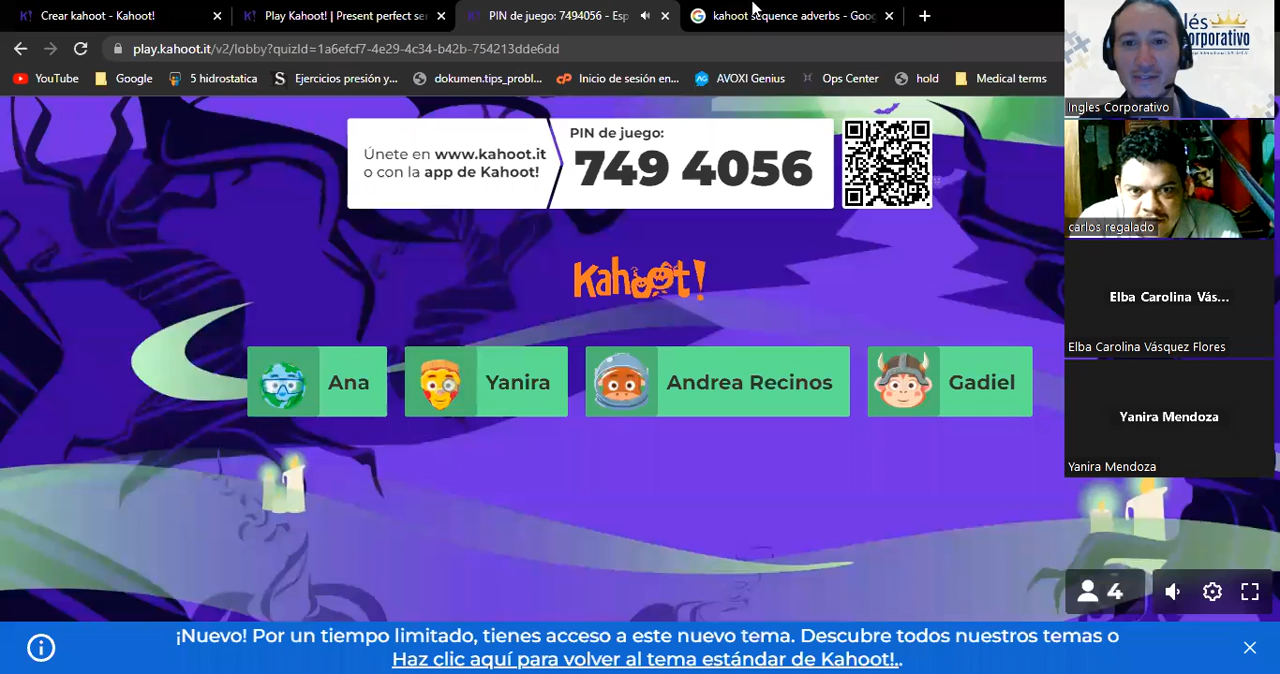 Crear kahoot - Kahoot!
Play Kahoot! | Present perfect ser
PIN de juego: 7494056 - Esp
kahoot sequence adverbs - Goo
play.kahoot.it/v2/lobby?quizId=1a6efcf7-4e29-4c34-b42b-754213dde6dd
YouTube
Google
5 hidrostatica
Ejercicios presión y...
dokumen.tips_probl...
Inicio de sesión en...
AVOXI Genius
Ops Center
hold
Medical terms
Únete en www.kahoot.it
o con la app de Kahoot!
PIN de juego:
749 4056
Kahoot!
Ana
Yanira
Andrea Recinos
Gadiel
lés
orporativo
Ingles Corporativo
carlos regalado
Elba Carolina Vás...
Elba Carolina Vásquez Flores
Yanira Mendoza
Yanira Mendoza
4
¡Nuevo! Por un tiempo limitado, tienes acceso a este nuevo tema. Descubre todos nuestros temas o
Haz clic aquí para volver al tema estándar de Kahoot!..